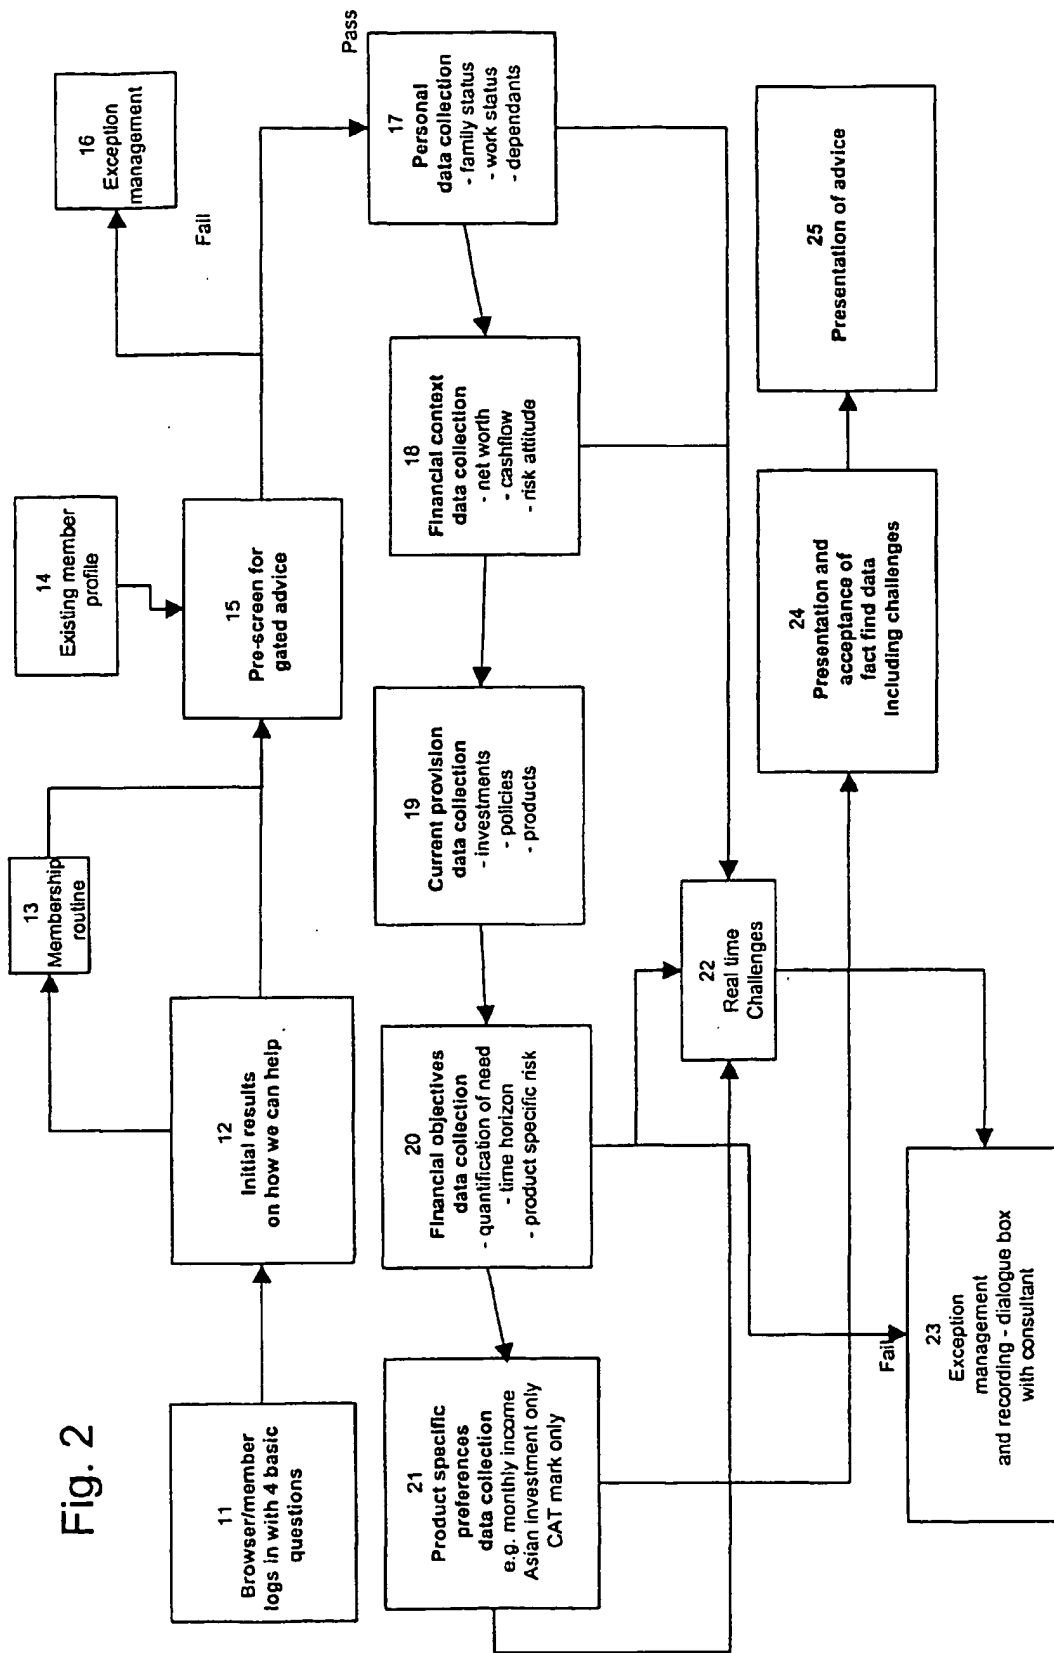 Fig. 2
11
Browser/member
logs in with 4 basic
questions
12
Initial results
on how we can help
13
Membership
routine
14
Existing member
profile
15
Pre-screen for
gated advice
16
Exception
management
Fail
Pass
17
Personal
data collection
- family status
- work status
- dependants
18
Financial context
data collection
- net worth
- cashflow
- risk attitude
19
Current provision
data collection
- investments
- policies
- products
20
Financial objectives
data collection
- quantification of need
- time horizon
- product specific risk
21
Product specific
preferences
data collection
e.g. monthly income
Asian investment only
CAT mark only
22
Real time
Challenges
Fail
23
Exception
management
and recording - dialogue box
with consultant
24
Presentation and
acceptance of
fact find data
Including challenges
25
Presentation of advice